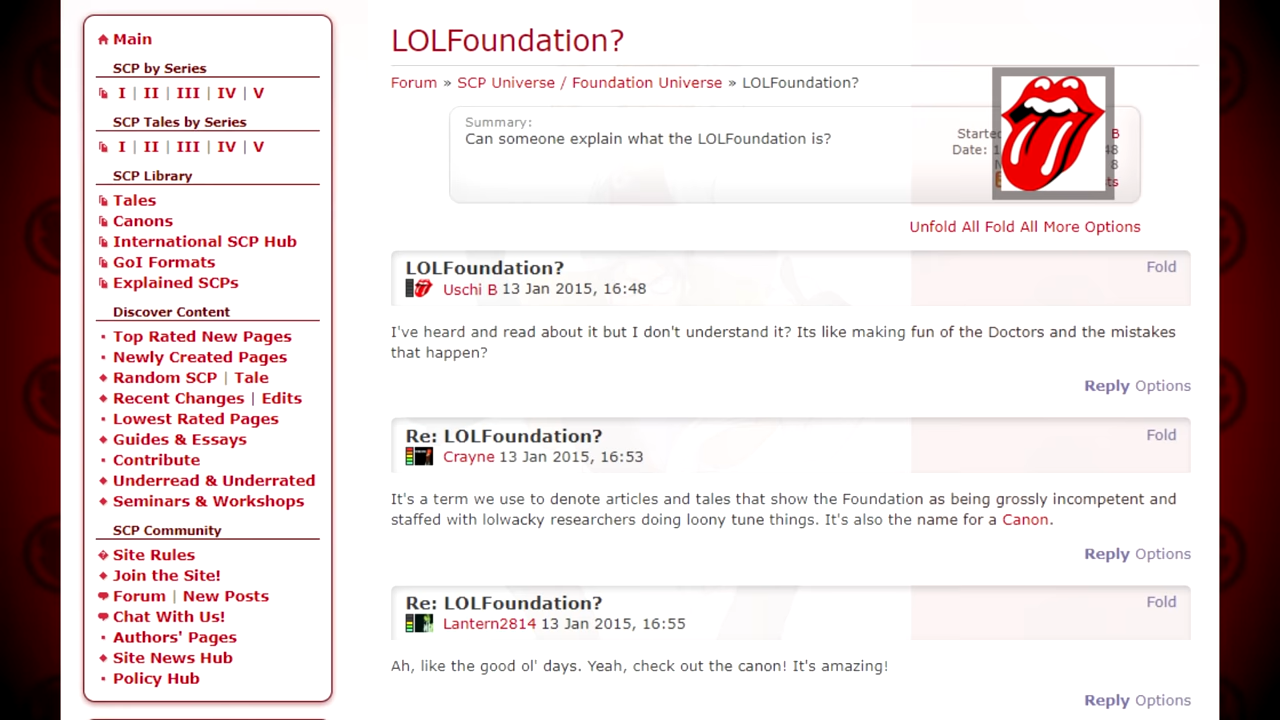 Main
SCP by Series
I | II | III | IV | V
SCP Tales by Series
I | II | III | IV | V
SCP Library
Tales
Canons
International SCP Hub
GoI Formats
Explained SCPs
Discover Content
Top Rated New Pages
Newly Created Pages
Random SCP | Tale
Recent Changes | Edits
Lowest Rated Pages
Guides & Essays
Contribute
Underread & Underrated
Seminars & Workshops
SCP Community
Site Rules
Join the Site!
Forum | New Posts
Chat With Us!
Authors' Pages
Site News Hub
Policy Hub
LOLFoundation?
Forum » SCP Universe / Foundation Universe » LOLFoundation?
Summary:
Can someone explain what the LOLFoundation is?
B
Date:
8
Unfold All Fold All More Options
LOLFoundation?
Fold
Uschi B 13 Jan 2015, 16:48
I've heard and read about it but I don't understand it? Its like making fun of the Doctors and the mistakes
that happen?
Reply Options
Re: LOLFoundation?
Fold
Crayne 13 Jan 2015, 16:53
It's a term we use to denote articles and tales that show the Foundation as being grossly incompetent and
staffed with lolwacky researchers doing loony tune things. It's also the name for a Canon.
Reply Options
Re: LOLFoundation?
Fold
Lantern2814 13 Jan 2015, 16:55
Ah, like the good ol' days. Yeah, check out the canon! It's amazing!
Reply Options